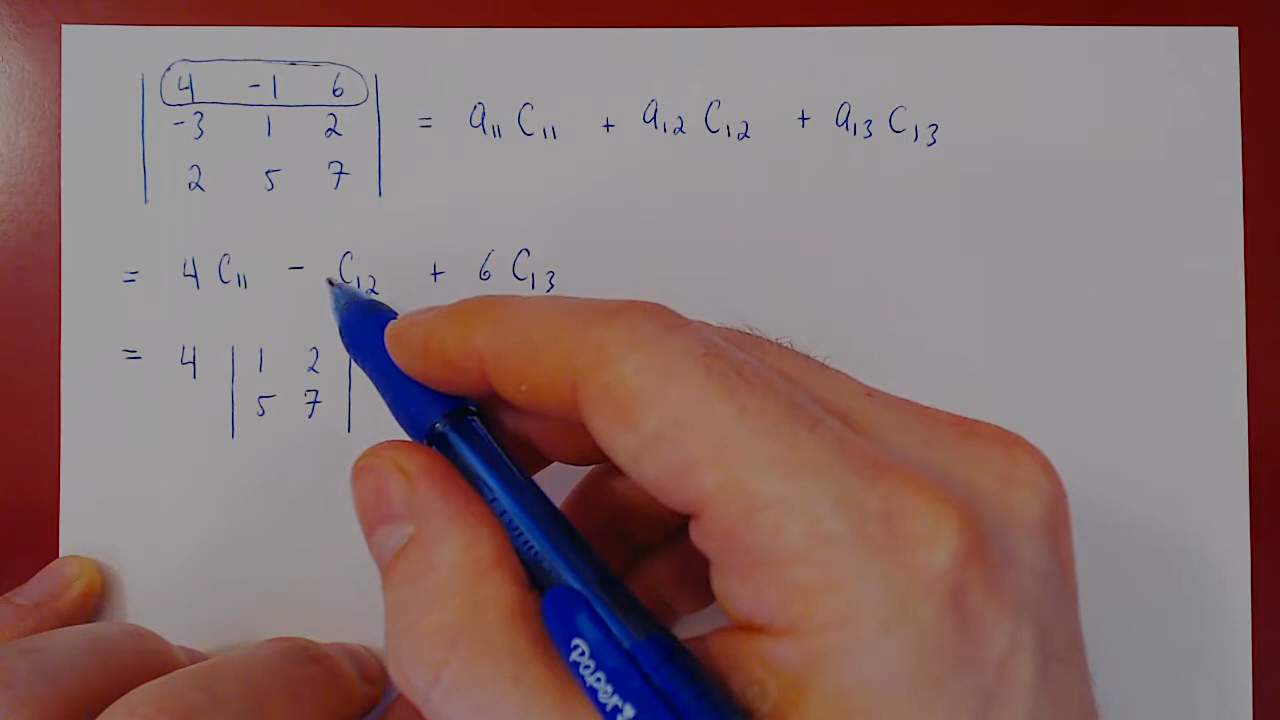 | 4 -1 6 |
| -3 1 2 | = a₁₁ C₁₁ + a₁₂ C₁₂ + a₁₃ C₁₃
| 2 5 7 |
= 4 C₁₁ - C₁₂ + 6 C₁₃
= 4 | 1 2 |
| 5 7 |
PAPER